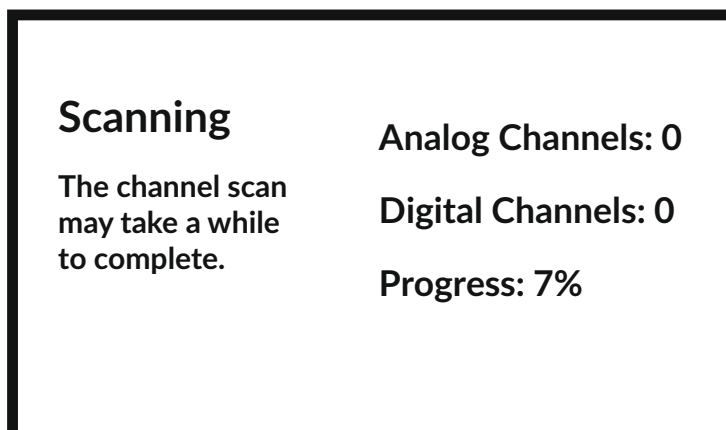 Scanning
The channel scan
may take a while
to complete.
Analog Channels: 0
Digital Channels: 0
Progress: 7%